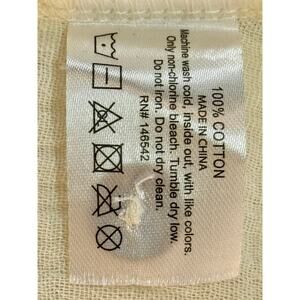 100% COTTON
MADE IN CHINA
Machine wash cold, inside out, with like colors.
Only non-chlorine bleach. Tumble dry low.
Do not iron. Do not dry clean.
RN# 146542